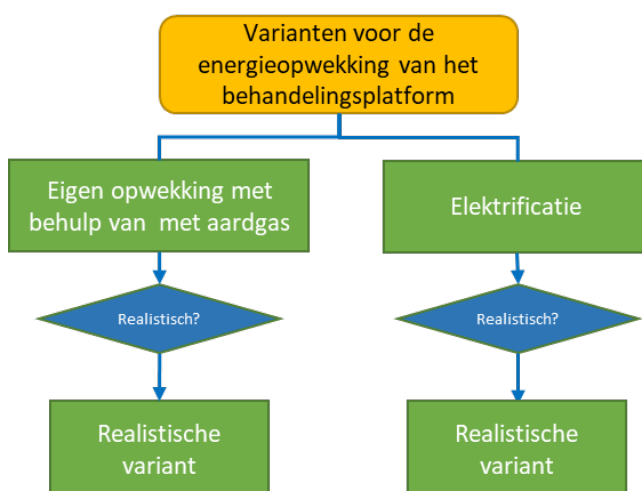 Varianten voor de
energieopwekking van het
behandelingsplatform
Eigen opwekking met
behulp van met aardgas
Elektrificatie
Realistisch?
Realistisch?
Realistische
variant
Realistische
variant